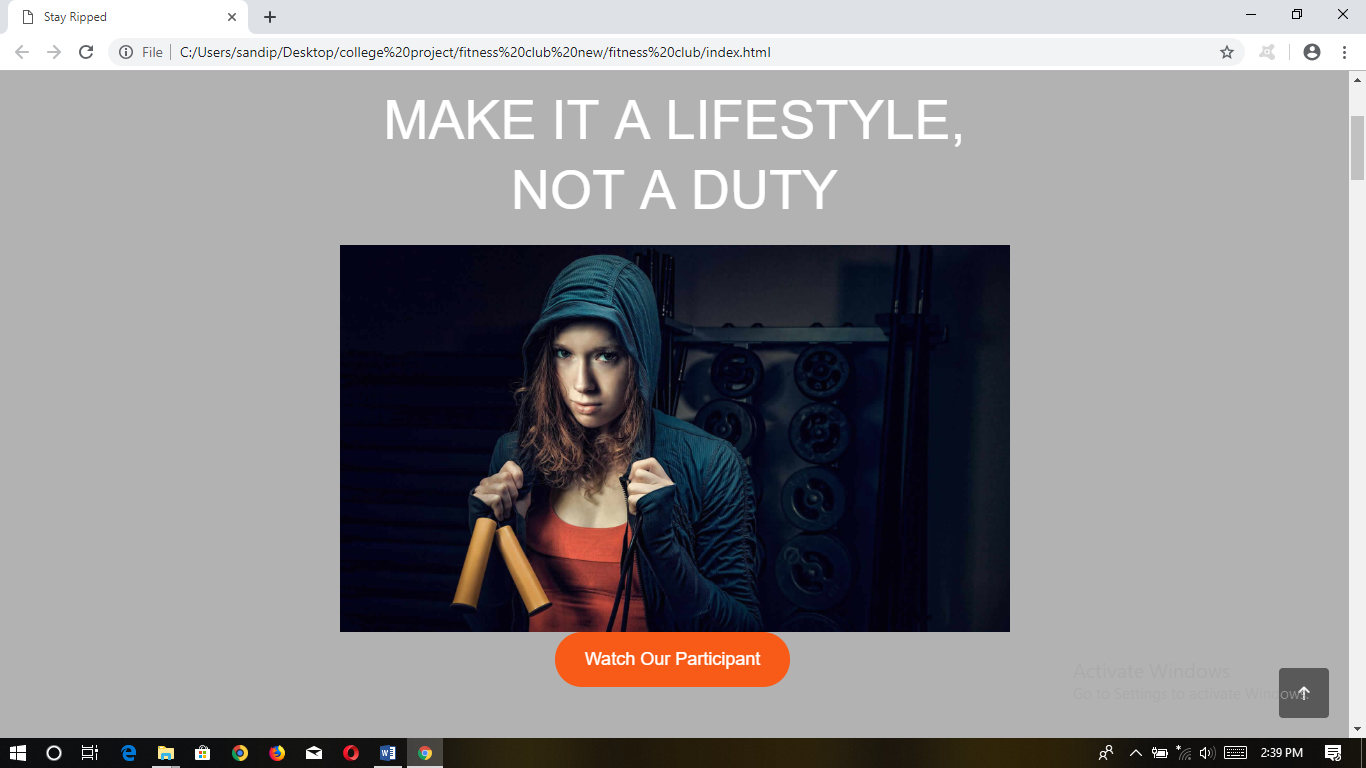 Stay Ripped
File
C:/Users/sandip/Desktop/college%20project/fitness%20club%20new/fitness%20club/index.html
MAKE IT A LIFESTYLE,
NOT A DUTY
Watch Our Participant
Activate Windows
Go to Settings to activate Windows.
2:39 PM